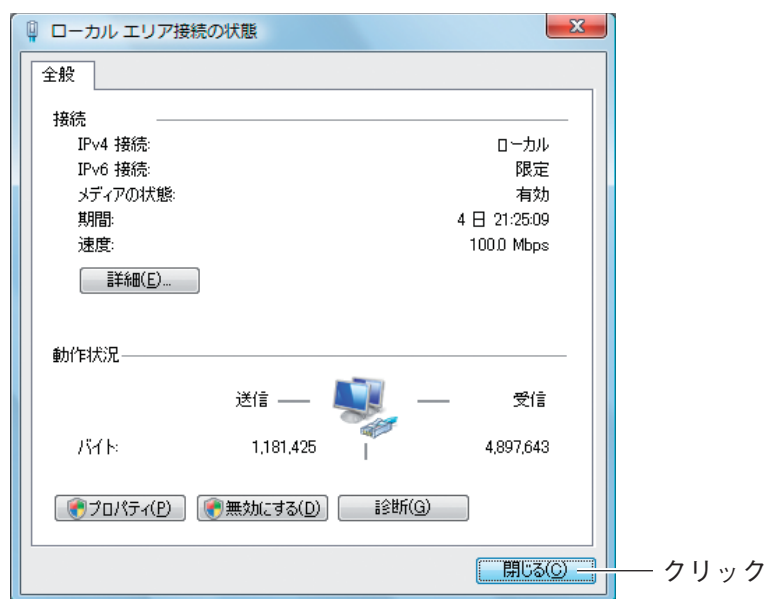 ローカル エリア接続の状態
全般
接続
IPv4 接続: ローカル
IPv6 接続: 限定
メディアの状態: 有効
期間: 4 日 21:25:09
速度: 100.0 Mbps
詳細(E)...
動作状況
送信 受信
バイト: 1,181,425 4,897,643
プロパティ(P) 無効にする(D) 診断(G)
閉じる(C) クリック